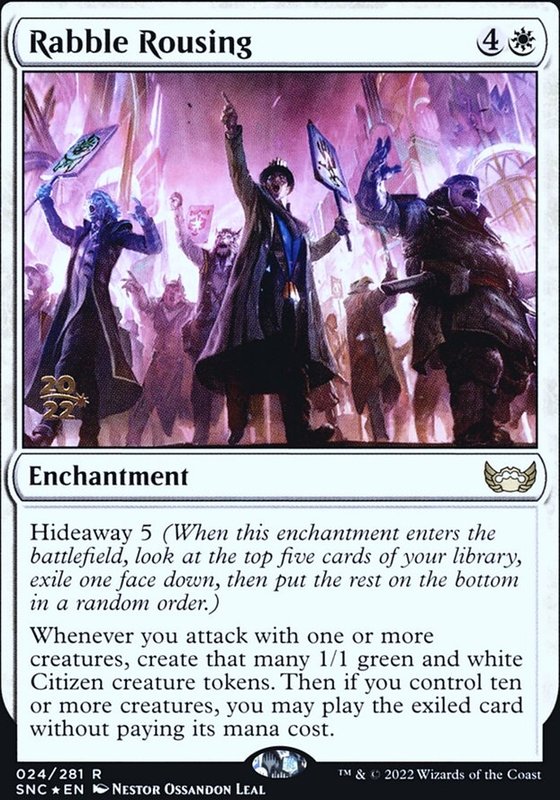 Rabble Rousing 4
20
22
Enchantment
Hideaway 5 (When this enchantment enters the
battlefield, look at the top five cards of your library,
exile one face down, then put the rest on the bottom
in a random order.)
Whenever you attack with one or more
creatures, create that many 1/1 green and white
Citizen creature tokens. Then if you control ten
or more creatures, you may play the exiled card
without paying its mana cost.
024/281 R
SNC ★ EN Nestor Ossandon Leal
™ & © 2022 Wizards of the Coast